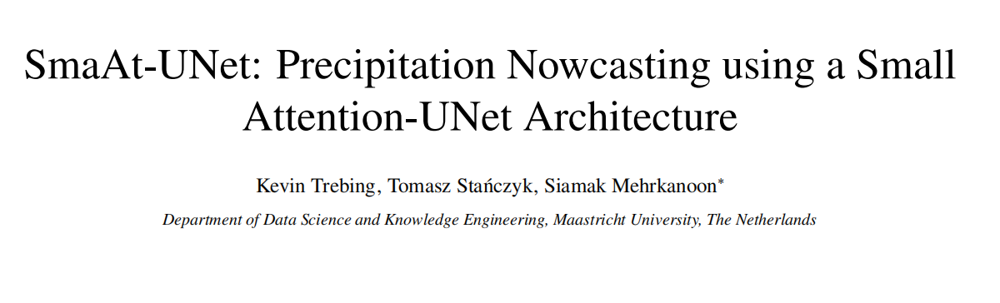 SmaAt-UNet: Precipitation Nowcasting using a Small
Attention-UNet Architecture
Kevin Trebing, Tomasz Stańczyk, Siamak Mehrkanoon*
Department of Data Science and Knowledge Engineering, Maastricht University, The Netherlands